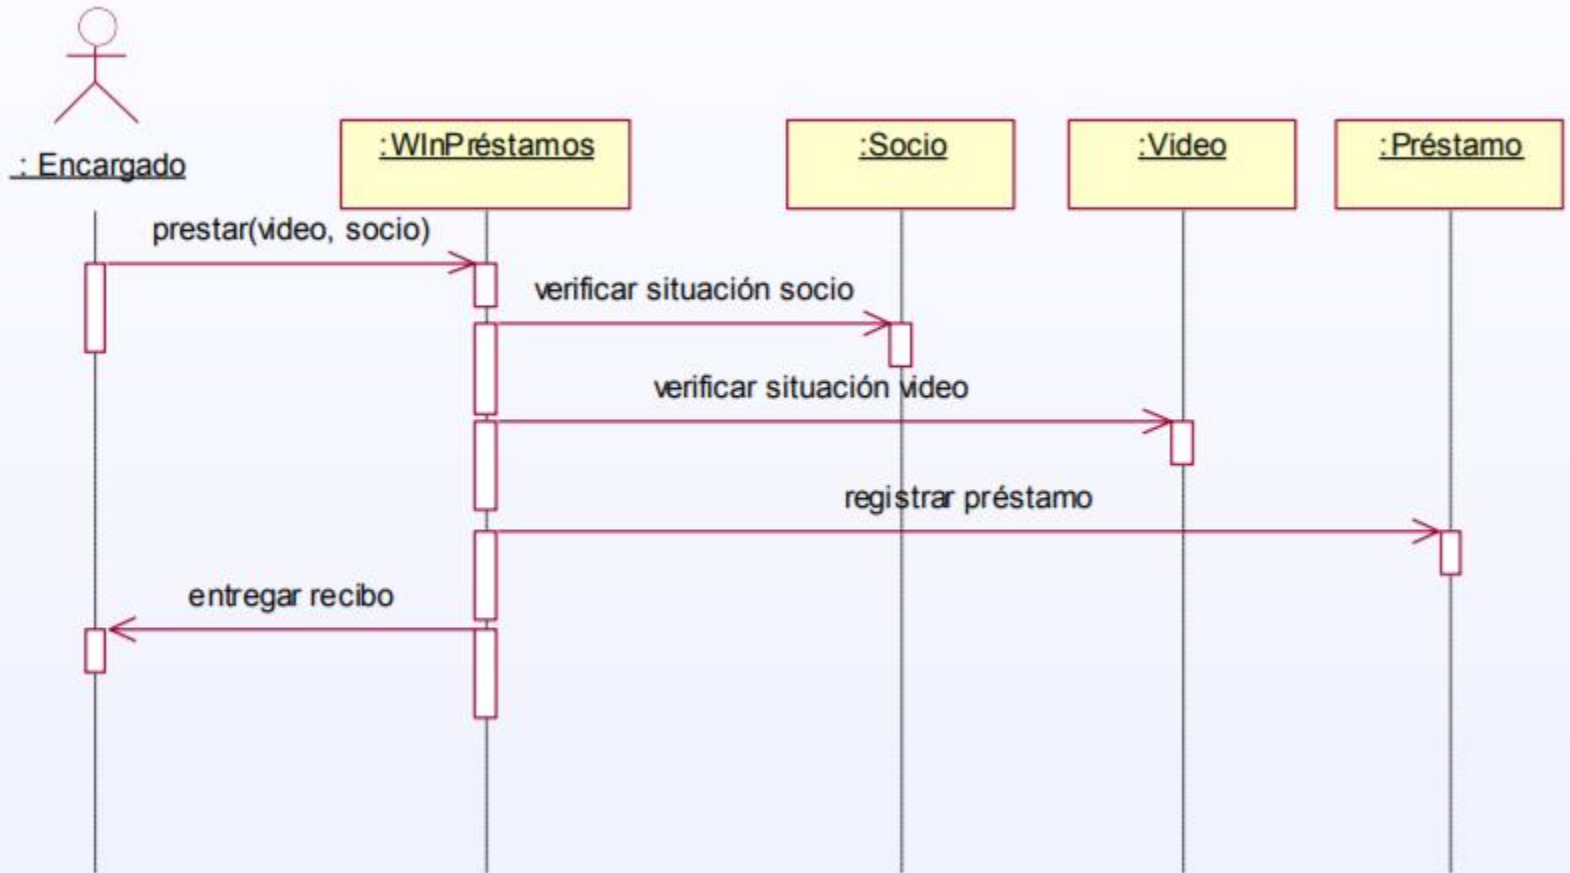 : Encargado
:WInPréstamos
:Socio
:Video
:Préstamo
prestar(video, socio)
verificar situación socio
verificar situación video
registrar préstamo
entregar recibo